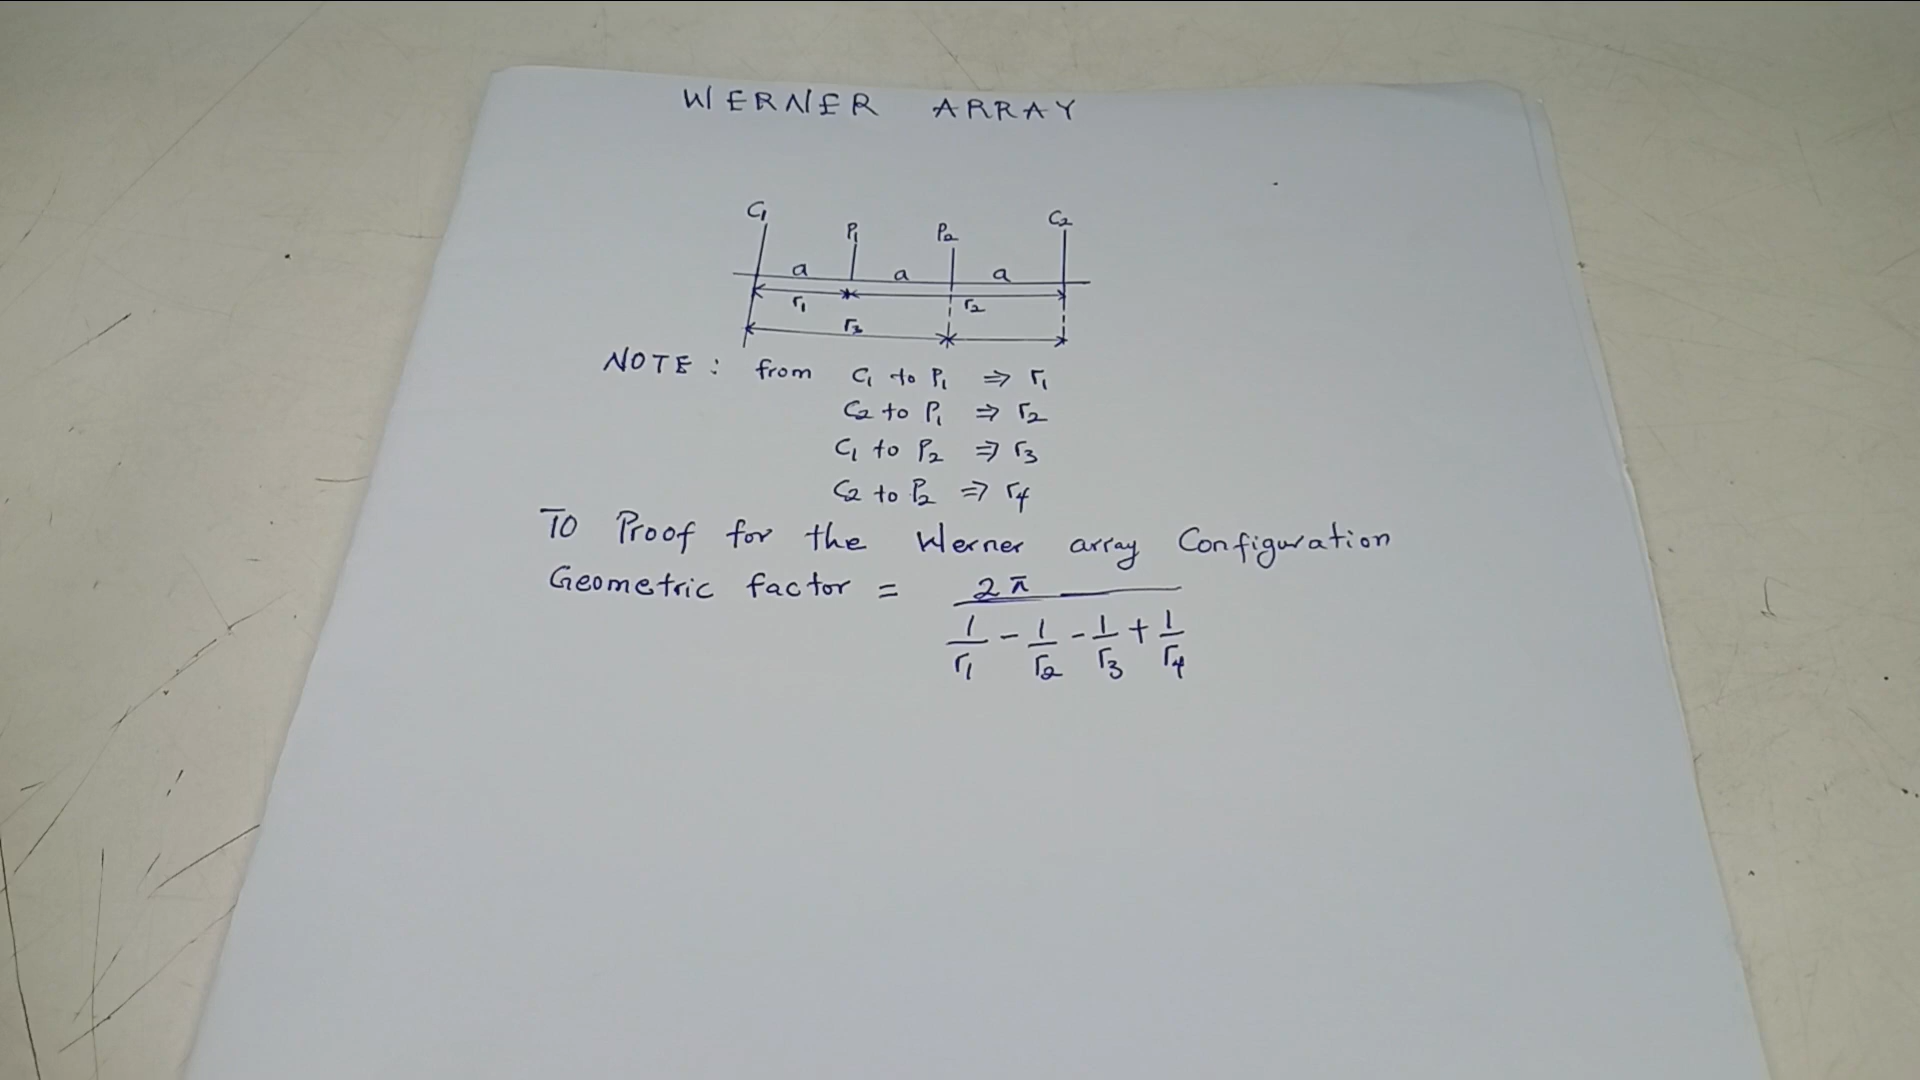 WERNER ARRAY
C1 P1 P2 C2
a a a
r1 r2
r3
NOTE: from C1 to P1 ⇒ r1
C2 to P1 ⇒ r2
C1 to P2 ⇒ r3
C2 to P2 ⇒ r4
TO Proof for the Werner array Configuration
Geometric factor = 2π
1/r1 - 1/r2 - 1/r3 + 1/r4